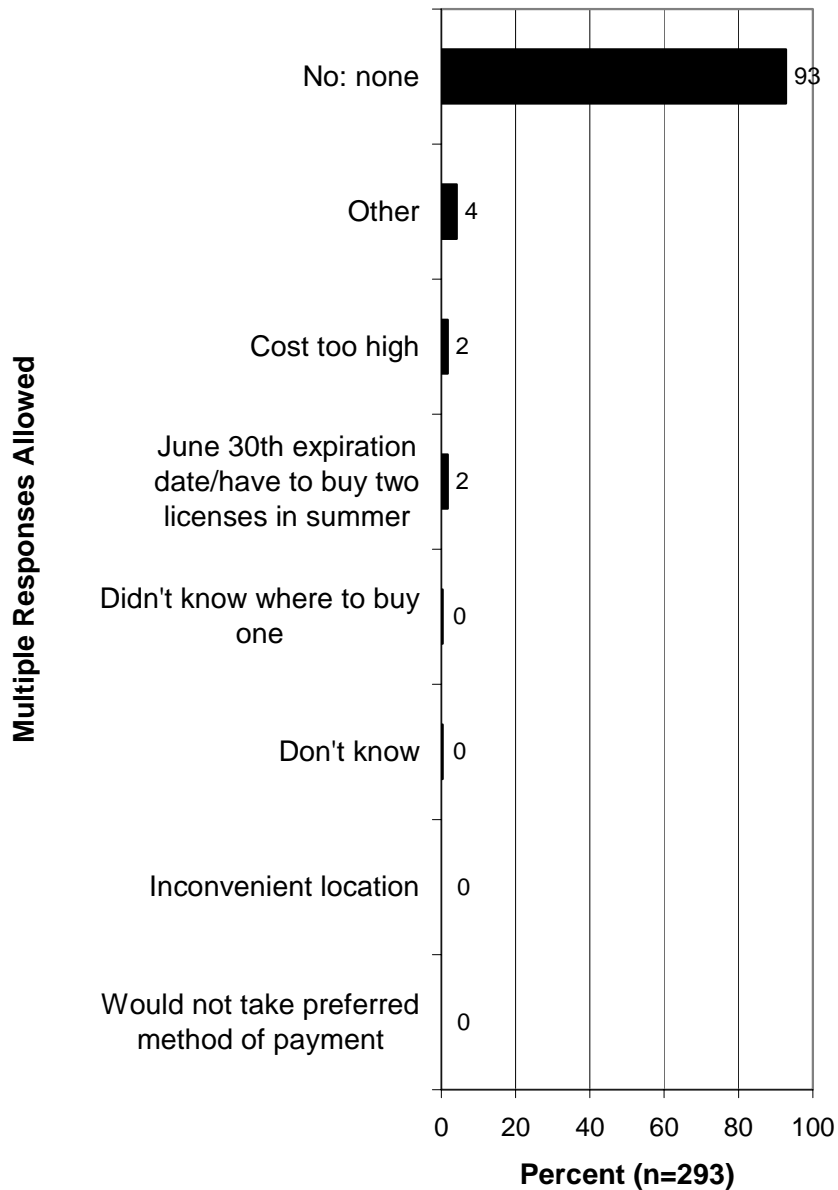 Multiple Responses Allowed
No: none
93
Other
4
Cost too high
2
June 30th expiration
date/have to buy two
licenses in summer
2
Didn't know where to buy
one
0
Don't know
0
Inconvenient location
0
Would not take preferred
method of payment
0
0 20 40 60 80 100
Percent (n=293)